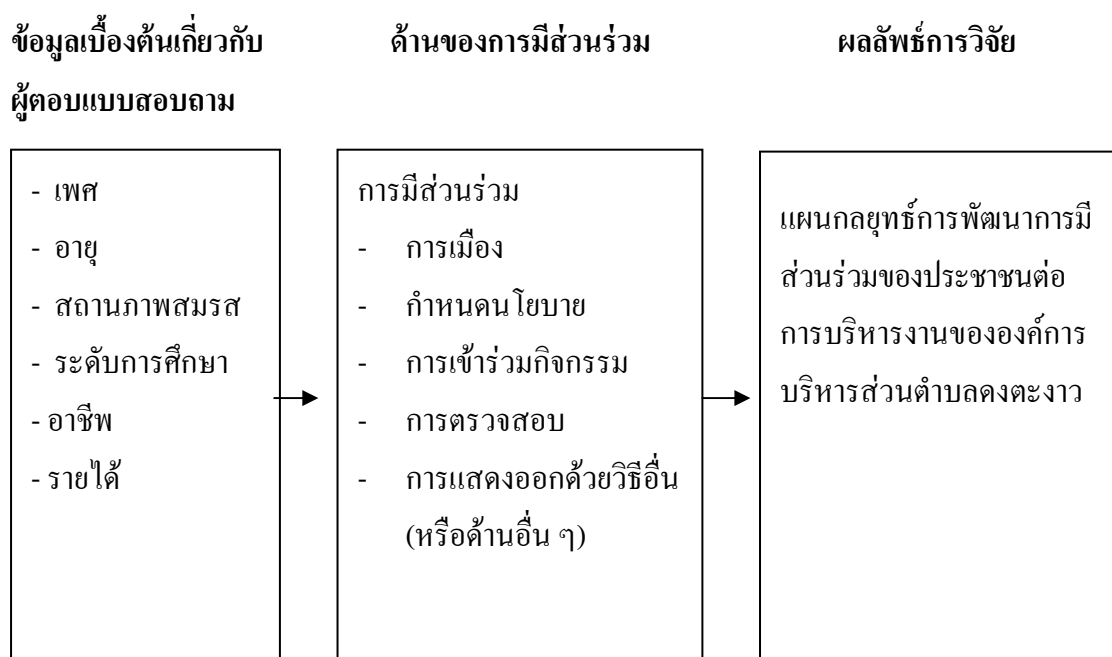 ข้อมูลเบื้องต้นเกี่ยวกับ
ผู้ตอบแบบสอบถาม
ด้านของการมีส่วนร่วม
ผลลัพธ์การวิจัย
- เพศ
- อายุ
- สถานภาพสมรส
- ระดับการศึกษา
- อาชีพ
- รายได้
การมีส่วนร่วม
- การเมือง
- กำหนดนโยบาย
- การเข้าร่วมกิจกรรม
- การตรวจสอบ
- การแสดงออกด้วยวิธีอื่น
(หรือด้านอื่น ๆ)
แผนกลยุทธ์การพัฒนาการมี
ส่วนร่วมของประชาชนต่อ
การบริหารงานขององค์การ
บริหารส่วนตำบลดงตะงาว